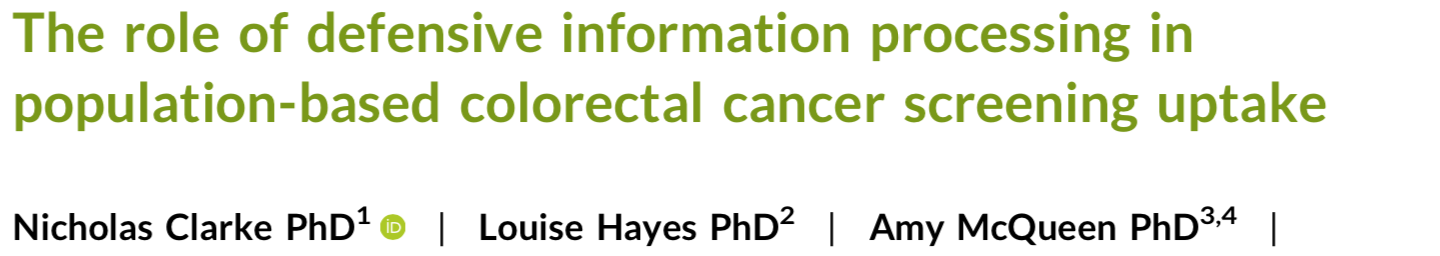 The role of defensive information processing in
population-based colorectal cancer screening uptake
Nicholas Clarke PhD1 iD | Louise Hayes PhD2 | Amy McQueen PhD3,4 |